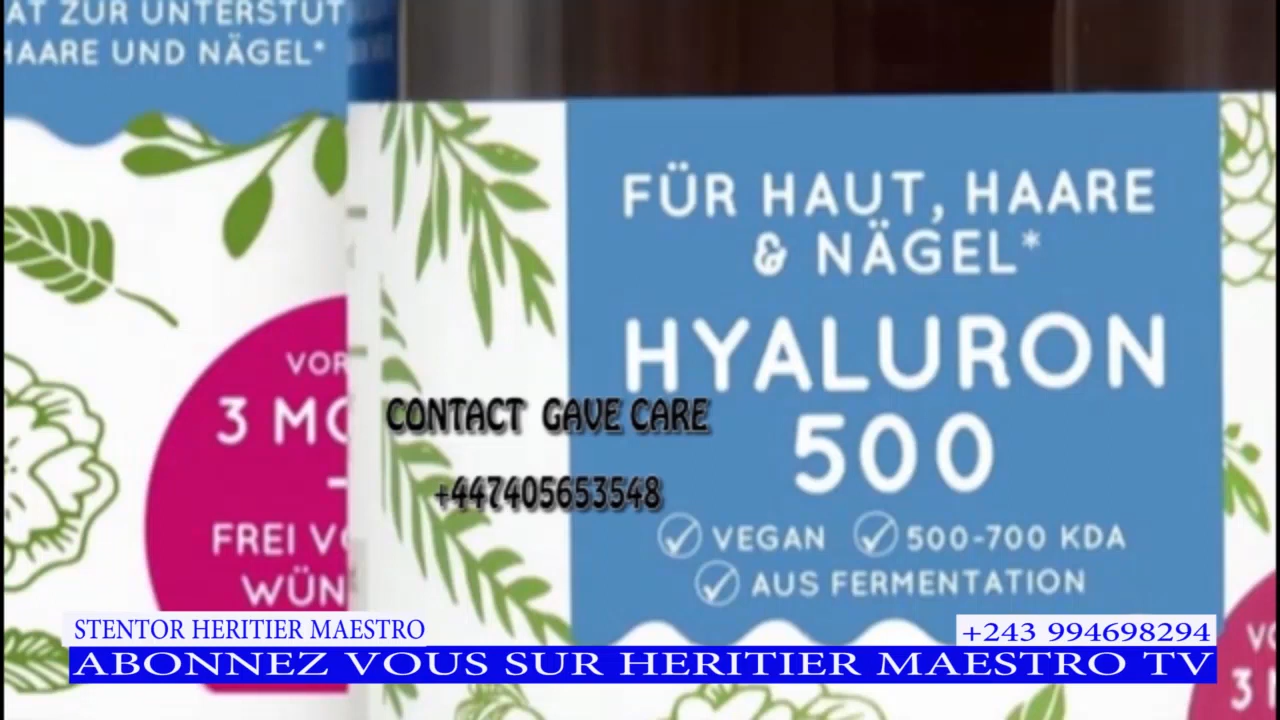 AT ZUR UNTERSTÜT
HAARE UND NÄGEL*
VOR
3 MO
FREI VO
WÜN
FÜR HAUT, HAARE
& NÄGEL*
HYALURON
500
VEGAN 500-700 KDA
AUS FERMENTATION
CONTACT GAVE CARE
+447405653548
3
STENTOR HERITIER MAESTRO
+243 994698294
ABONNEZ VOUS SUR HERITIER MAESTRO TV